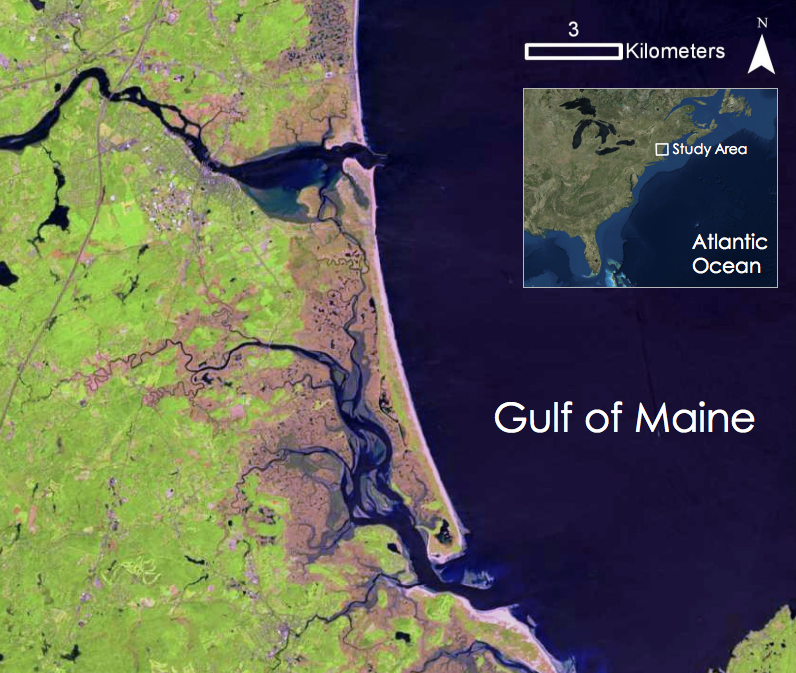 3
Kilometers
N
Study Area
Atlantic
Ocean
Gulf of Maine